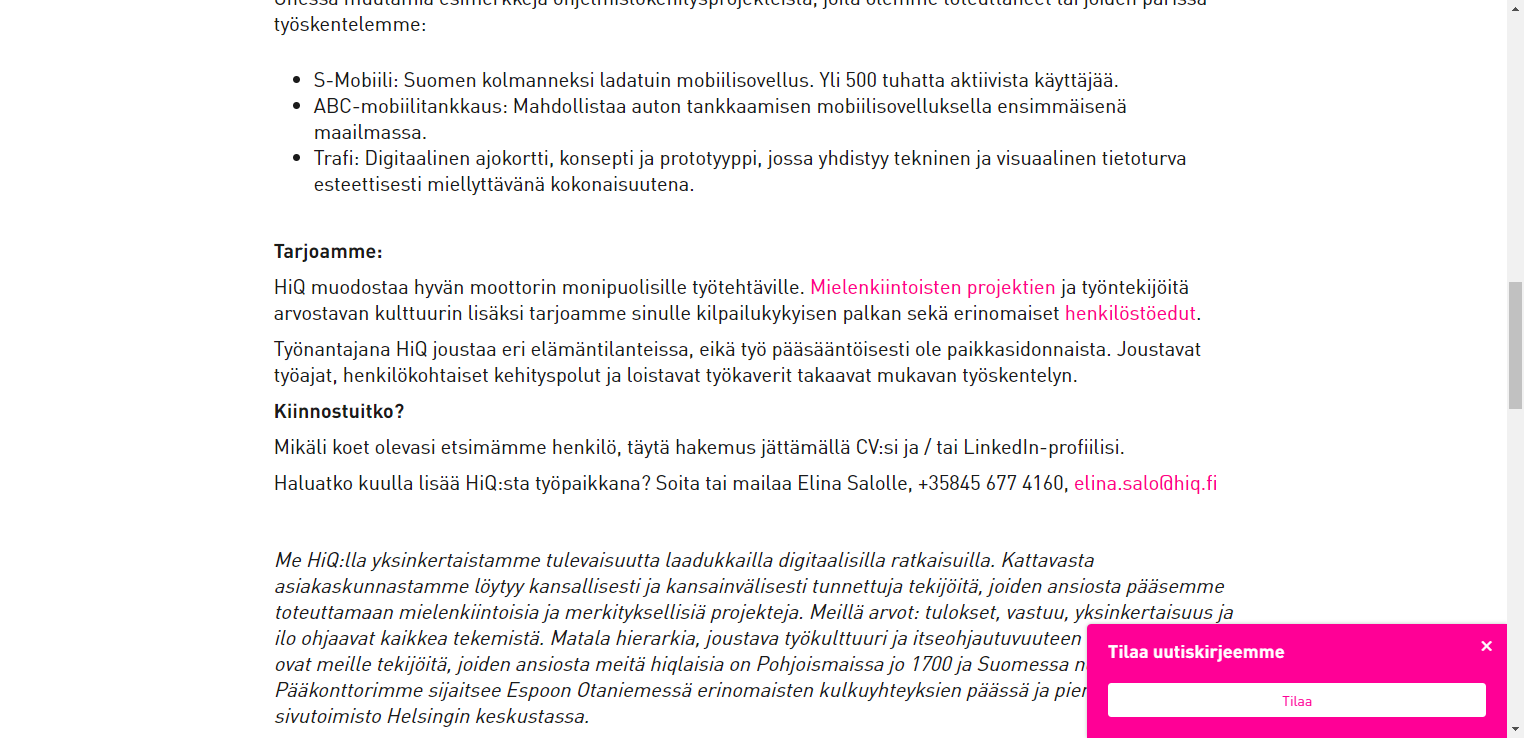 työskentelemme:
S-Mobiili: Suomen kolmanneksi ladatuin mobiilisovellus. Yli 500 tuhatta aktiivista käyttäjää.
ABC-mobiilitankkaus: Mahdollistaa auton tankkaamisen mobiilisovelluksella ensimmäisenä
maailmassa.
Trafi: Digitaalinen ajokortti, konsepti ja prototyyppi, jossa yhdistyy tekninen ja visuaalinen tietoturva
esteettisesti miellyttävänä kokonaisuutena.
Tarjoamme:
HiQ muodostaa hyvän moottorin monipuolisille työtehtäville. Mielenkiintoisten projektien ja työntekijöitä
arvostavan kulttuurin lisäksi tarjoamme sinulle kilpailukykyisen palkan sekä erinomaiset henkilöstöedut.
Työnantajana HiQ joustaa eri elämäntilanteissa, eikä työ pääsääntöisesti ole paikkasidonnaista. Joustavat
työajat, henkilökohtaiset kehityspolut ja loistavat työkaverit takaavat mukavan työskentelyn.
Kiinnostuitko?
Mikäli koet olevasi etsimämme henkilö, täytä hakemus jättämällä CV:si ja / tai LinkedIn-profiilisi.
Haluatko kuulla lisää HiQ:sta työpaikkana? Soita tai mailaa Elina Salolle, +35845 677 4160, elina.salo@hiq.fi
Me HiQ:lla yksinkertaistamme tulevaisuutta laadukkailla digitaalisilla ratkaisuilla. Kattavasta
asiakaskunnastamme löytyy kansallisesti ja kansainvälisesti tunnettuja tekijöitä, joiden ansiosta pääsemme
toteuttamaan mielenkiintoisia ja merkityksellisiä projekteja. Meillä arvot: tulokset, vastuu, yksinkertaisuus ja
ilo ohjaavat kaikkea tekemistä. Matala hierarkia, joustava työkulttuuri ja itseohjautuvuuteen
ovat meille tekijöitä, joiden ansiosta meitä hiqlaisia on Pohjoismaissa jo 1700 ja Suomessa
Pääkonttorimme sijaitsee Espoon Otaniemessä erinomaisten kulkuyhteyksien päässä ja
sivutoimisto Helsingin keskustassa.
Tilaa uutiskirjeemme
Tilaa